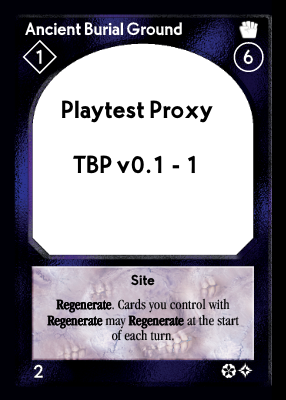 Ancient Burial Ground
1
6
Playtest Proxy
TBP v0.1 - 1
Site
Regenerate. Cards you control with
Regenerate may Regenerate at the start
of each turn.
2